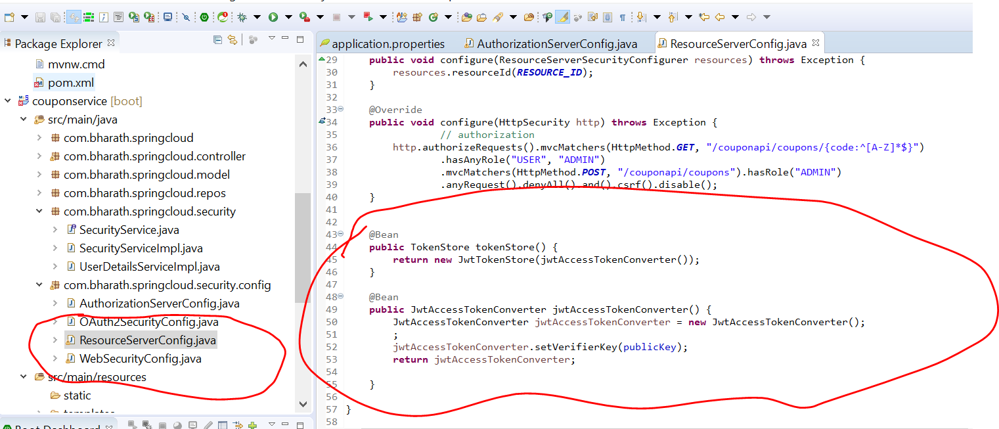 Package Explorer
mvnw.cmd
pom.xml
couponservice [boot]
src/main/java
com.bharath.springcloud
com.bharath.springcloud.controller
com.bharath.springcloud.model
com.bharath.springcloud.repos
com.bharath.springcloud.security
SecurityService.java
SecurityServiceImpl.java
UserDetailsServiceImpl.java
com.bharath.springcloud.security.config
AuthorizationServerConfig.java
OAuth2SecurityConfig.java
ResourceServerConfig.java
WebSecurityConfig.java
src/main/resources
static
templates
Boot Dashboard
application.properties AuthorizationServerConfig.java ResourceServerConfig.java
29 public void configure(ResourceServerSecurityConfigurer resources) throws Exception {
30 resources.resourceId(RESOURCE_ID);
31 }
32
33 @Override
34 public void configure(HttpSecurity http) throws Exception {
35 // authorization
36 http.authorizeRequests().mvcMatchers(HttpMethod.GET, "/couponapi/coupons/{code:^[A-Z]*$}")
37 .hasAnyRole("USER", "ADMIN")
38 .mvcMatchers(HttpMethod.POST, "/couponapi/coupons").hasRole("ADMIN")
39 .anyRequest().denyAll().and().csrf().disable();
40 }
41
42
43 @Bean
44 public TokenStore tokenStore() {
45 return new JwtTokenStore(jwtAccessTokenConverter());
46 }
47
48 @Bean
49 public JwtAccessTokenConverter jwtAccessTokenConverter() {
50 JwtAccessTokenConverter jwtAccessTokenConverter = new JwtAccessTokenConverter();
51 ;
52 jwtAccessTokenConverter.setVerifierKey(publicKey);
53 return jwtAccessTokenConverter;
54
55 }
56
57 }
58